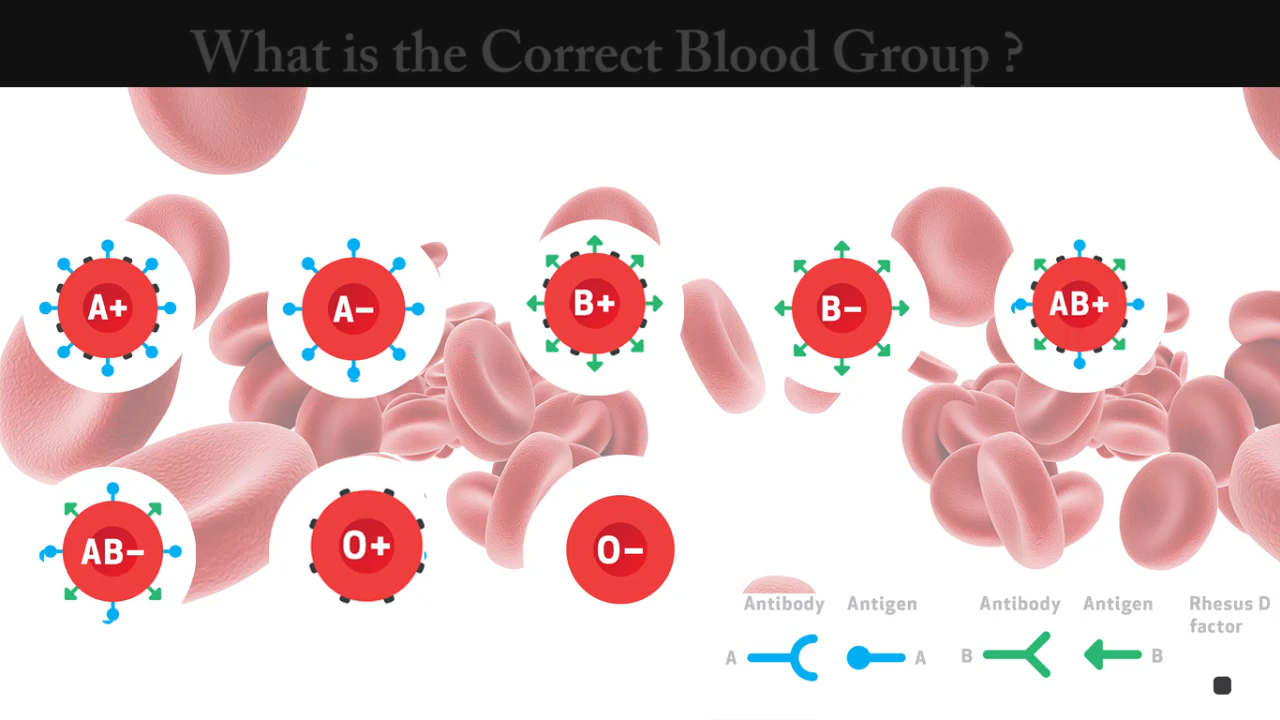 What is the Correct Blood Group ?
A+
A−
B+
B−
AB+
AB−
O+
O−
Antibody Antigen Antibody Antigen Rhesus D
factor
A A B B